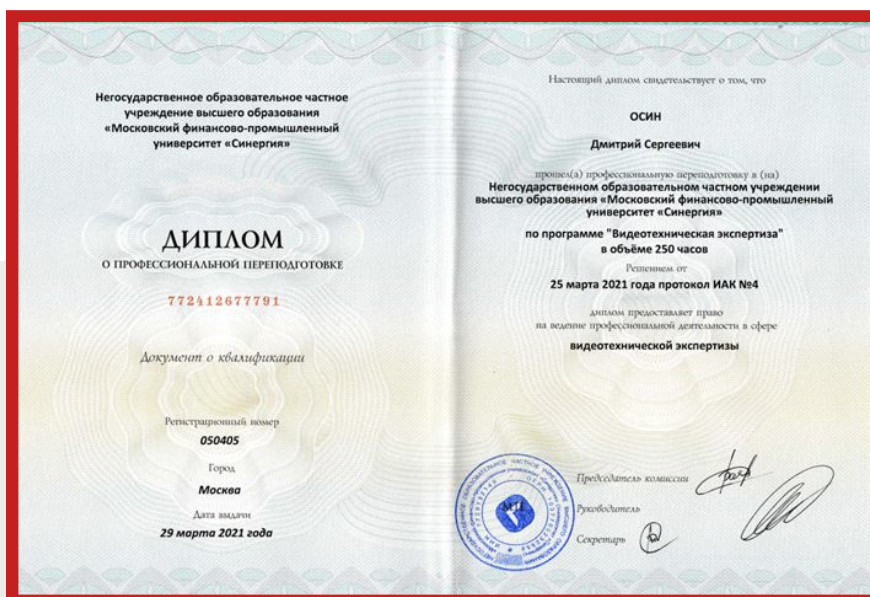 Негосударственное образовательное частное
учреждение высшего образования
«Московский финансово-промышленный
университет «Синергия»
ДИПЛОМ
О ПРОФЕССИОНАЛЬНОЙ ПЕРЕПОДГОТОВКЕ
772412677791
Документ о квалификации
Регистрационный номер
050405
Город
Москва
Дата выдачи
29 марта 2021 года
Настоящий диплом свидетельствует о том, что
ОСИН
Дмитрий Сергеевич
прошел(а) профессиональную переподготовку в (на)
Негосударственном образовательном частном учреждении
высшего образования «Московский финансово-промышленный
университет «Синергия»
по программе "Видеотехническая экспертиза"
в объёме 250 часов
Решением от
25 марта 2021 года протокол ИАК №4
диплом предоставляет право
на ведение профессиональной деятельности в сфере
видеотехнической экспертизы
Председатель комиссии
Руководитель
Секретарь
МП